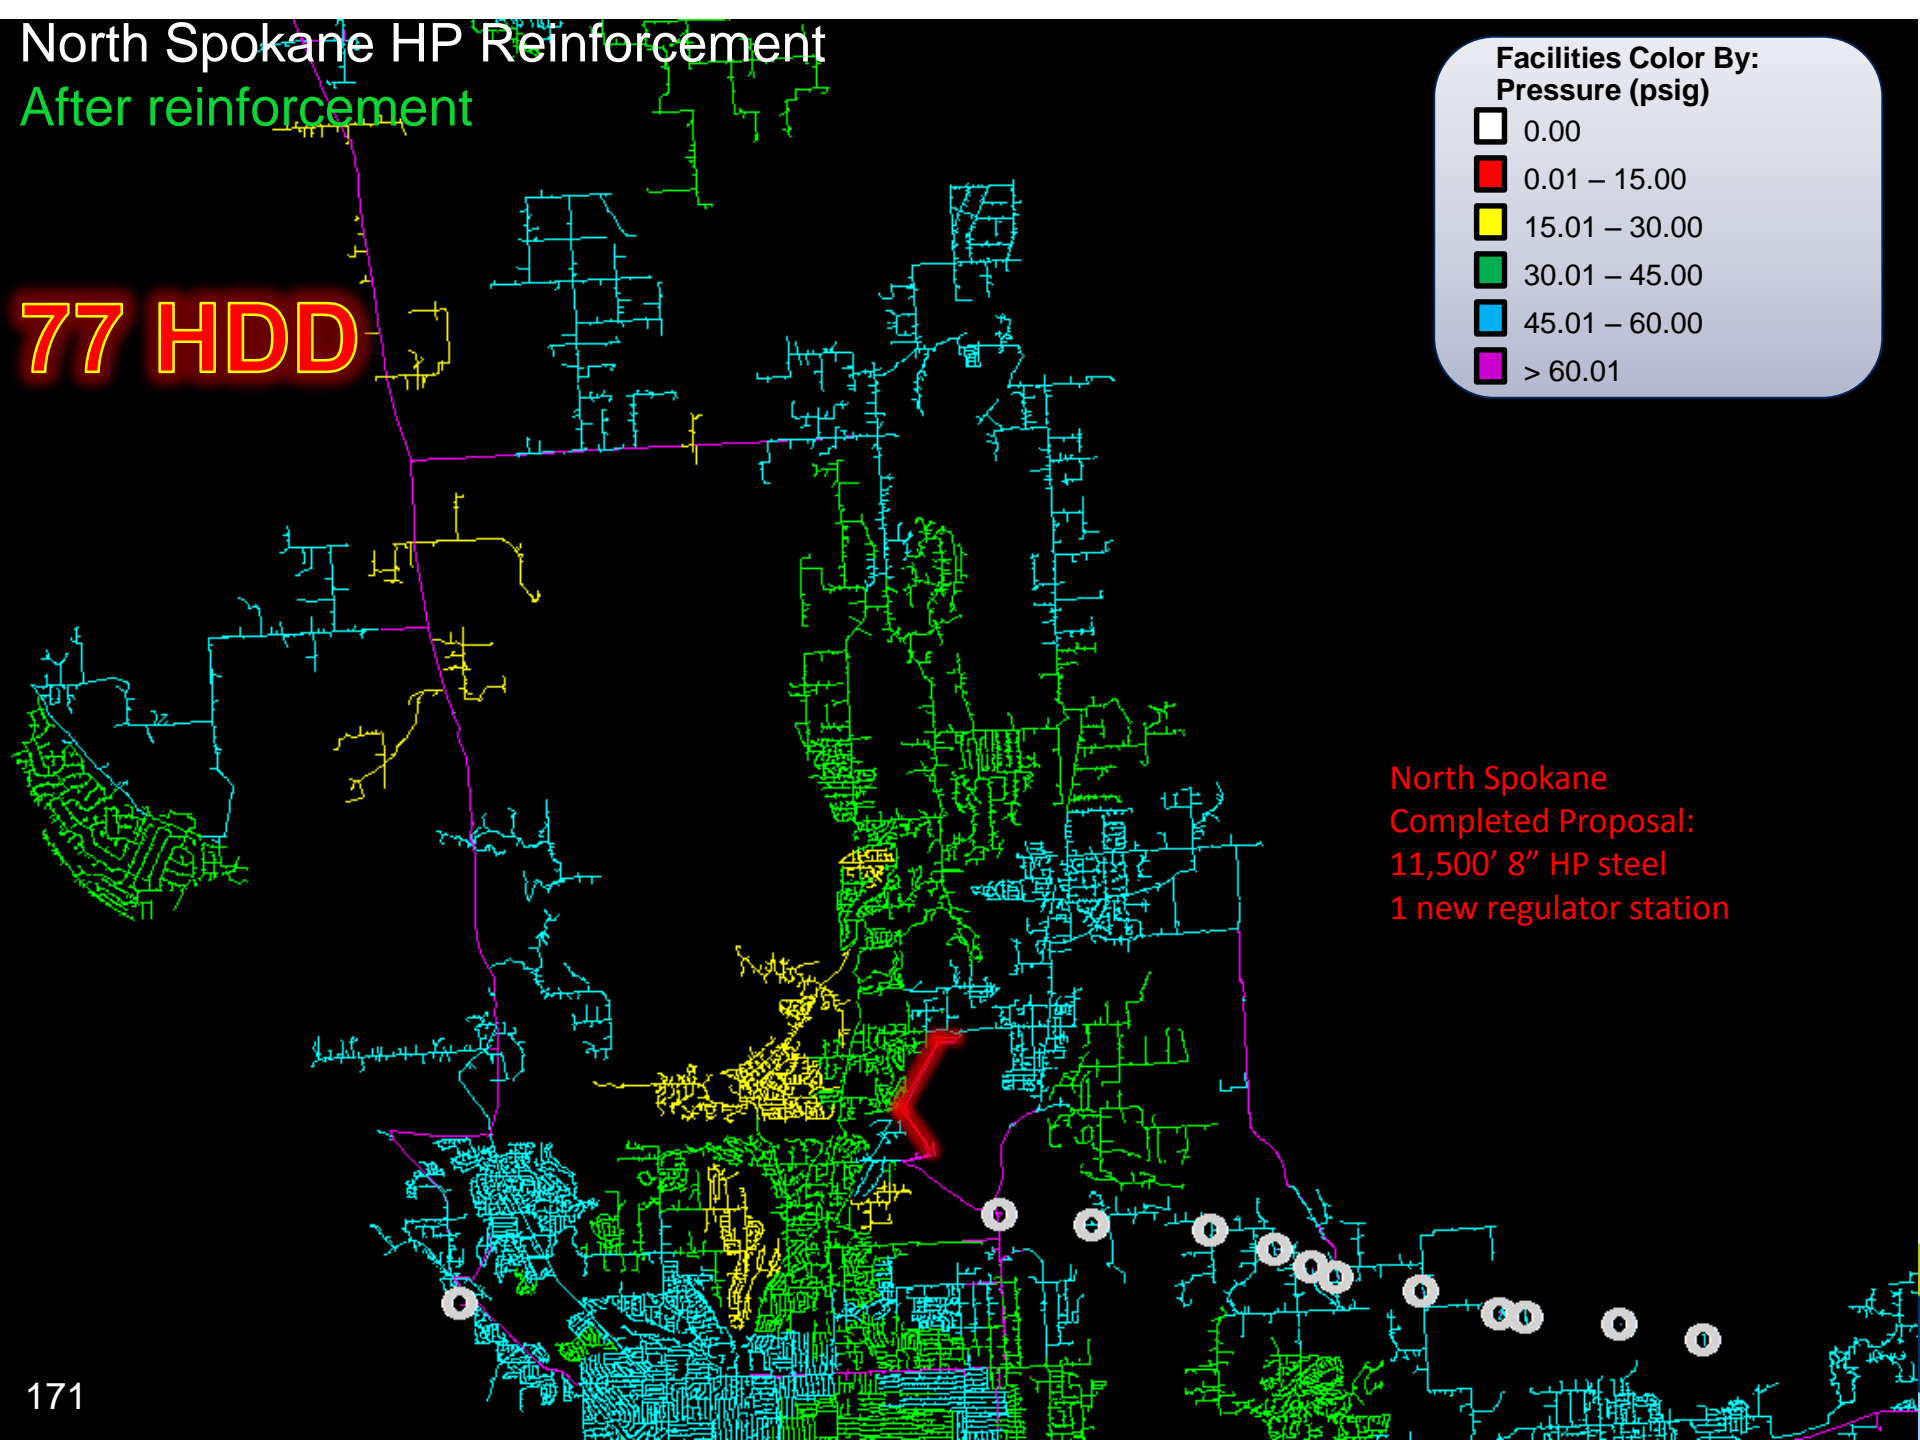 North Spokane HP Reinforcement
After reinforcement
77 HDD
Facilities Color By:
Pressure (psig)
0.00
0.01 – 15.00
15.01 – 30.00
30.01 – 45.00
45.01 – 60.00
> 60.01
North Spokane
Completed Proposal:
11,500’ 8” HP steel
1 new regulator station
171